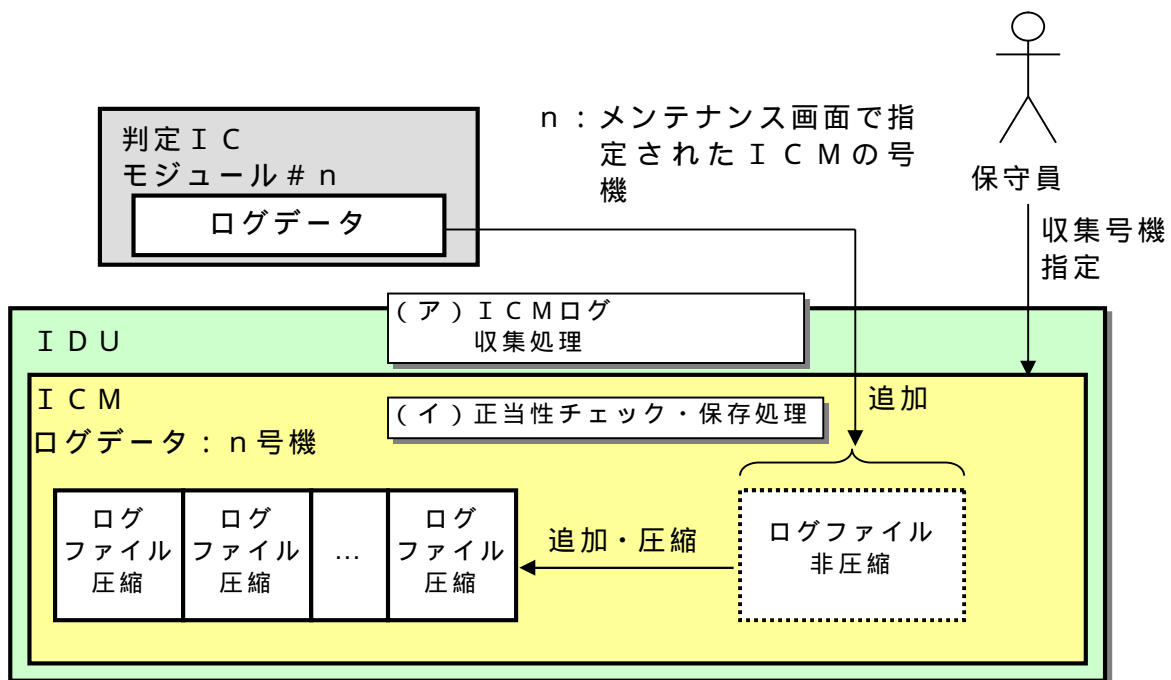 判定ＩＣ
モジュール＃ｎ
ログデータ
ｎ：メンテナンス画面で指
定されたＩＣＭの号
機
保守員
収集号機
指定
（ア）ＩＣＭログ
収集処理
ＩＤＵ
ＩＣＭ
ログデータ：ｎ号機
（イ）正当性チェック・保存処理
追加
ログ
ファイル
圧縮
ログ
ファイル
圧縮
…
ログ
ファイル
圧縮
追加・圧縮
ログファイル
非圧縮